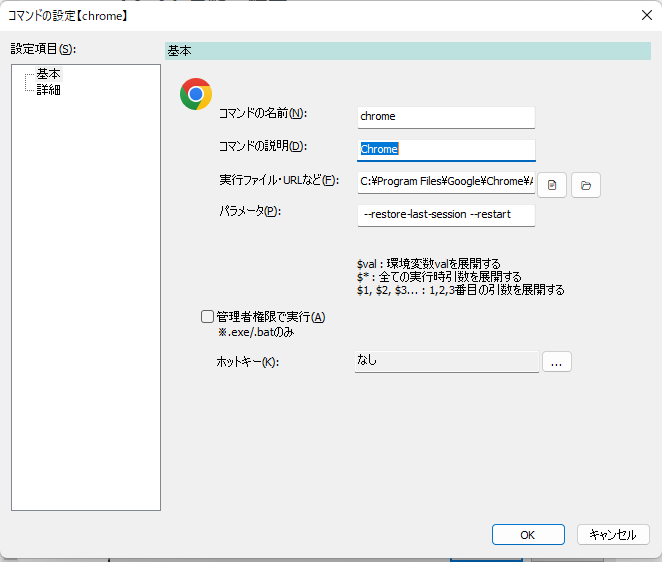 コマンドの設定【chrome】
設定項目(S):
基本
詳細
基本
コマンドの名前(N):
chrome
コマンドの説明(D):
Chrome
実行ファイル・URLなど(F):
C:¥Program Files¥Google¥Chrome¥A
パラメータ(P):
--restore-last-session --restart
$val : 環境変数valを展開する
$* : 全ての実行時引数を展開する
$1, $2, $3... : 1,2,3番目の引数を展開する
管理者権限で実行(A)
※.exe/.batのみ
ホットキー(K):
なし
...
OK
キャンセル